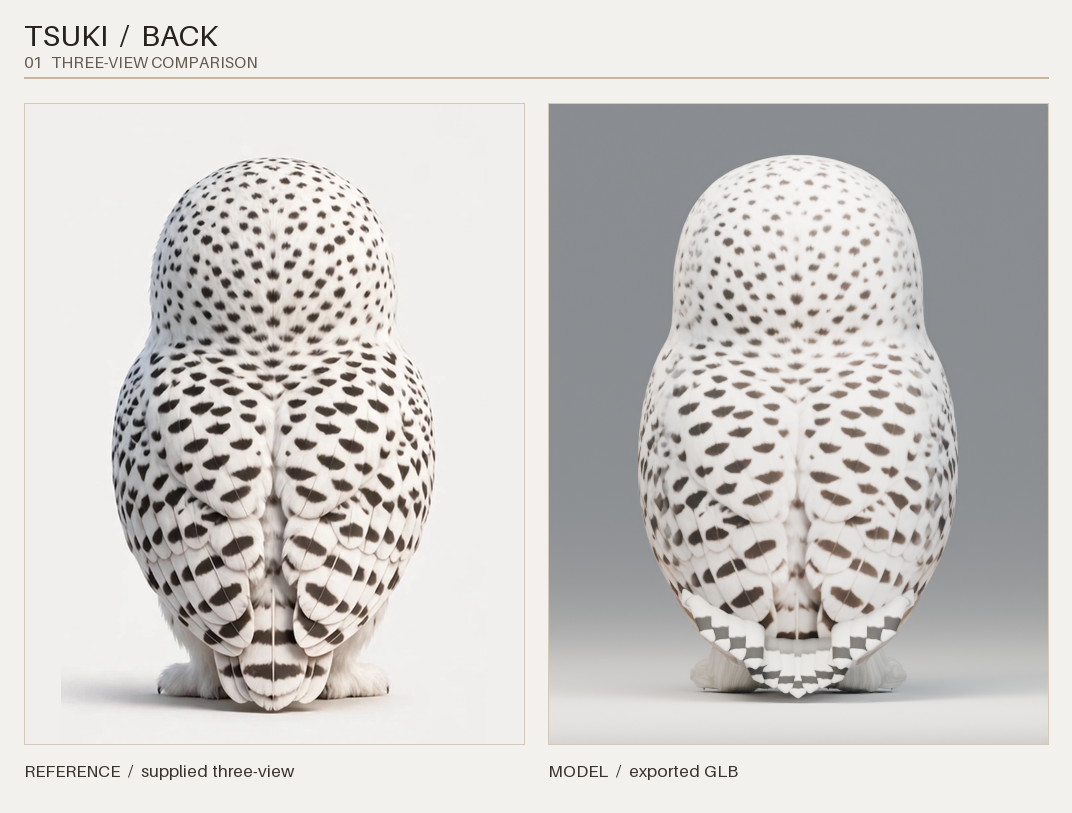 TSUKI / BACK
01 THREE-VIEW COMPARISON
REFERENCE / supplied three-view
MODEL / exported GLB